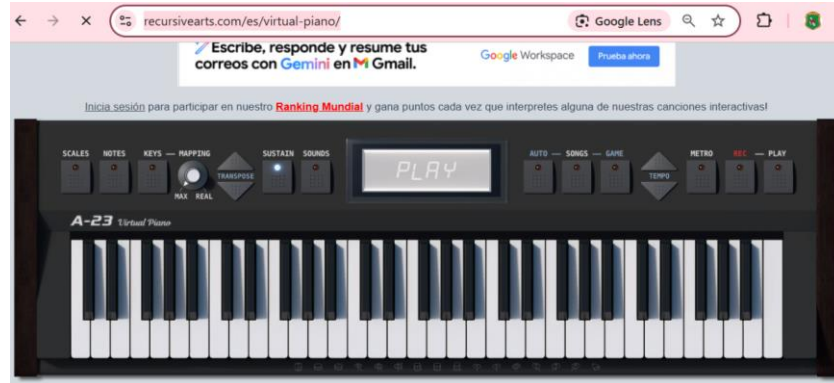 recursivearts.com/es/virtual-piano/
Google Lens
Escribe, responde y resume tus
correos con Gemini en M Gmail.
Google Workspace
Prueba ahora
Inicia sesión para participar en nuestro Ranking Mundial y gana puntos cada vez que interpretes alguna de nuestras canciones interactivas!
SCALES NOTES KEYS — MAPPING SUSTAIN SOUNDS AUTO — SONGS — GAME METRO REC — PLAY
TRANSPOSE
PLAY
TEMPO
MAX REAL
A-23 Virtual Piano